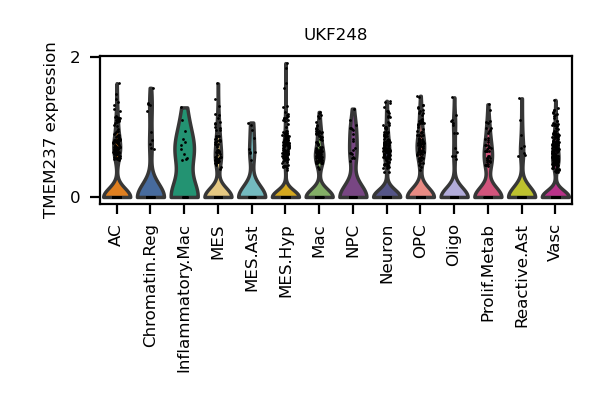 UKF248
TMEM237 expression
2
0
AC
Chromatin.Reg
Inflammatory.Mac
MES
MES.Ast
MES.Hyp
Mac
NPC
Neuron
OPC
Oligo
Prolif.Metab
Reactive.Ast
Vasc